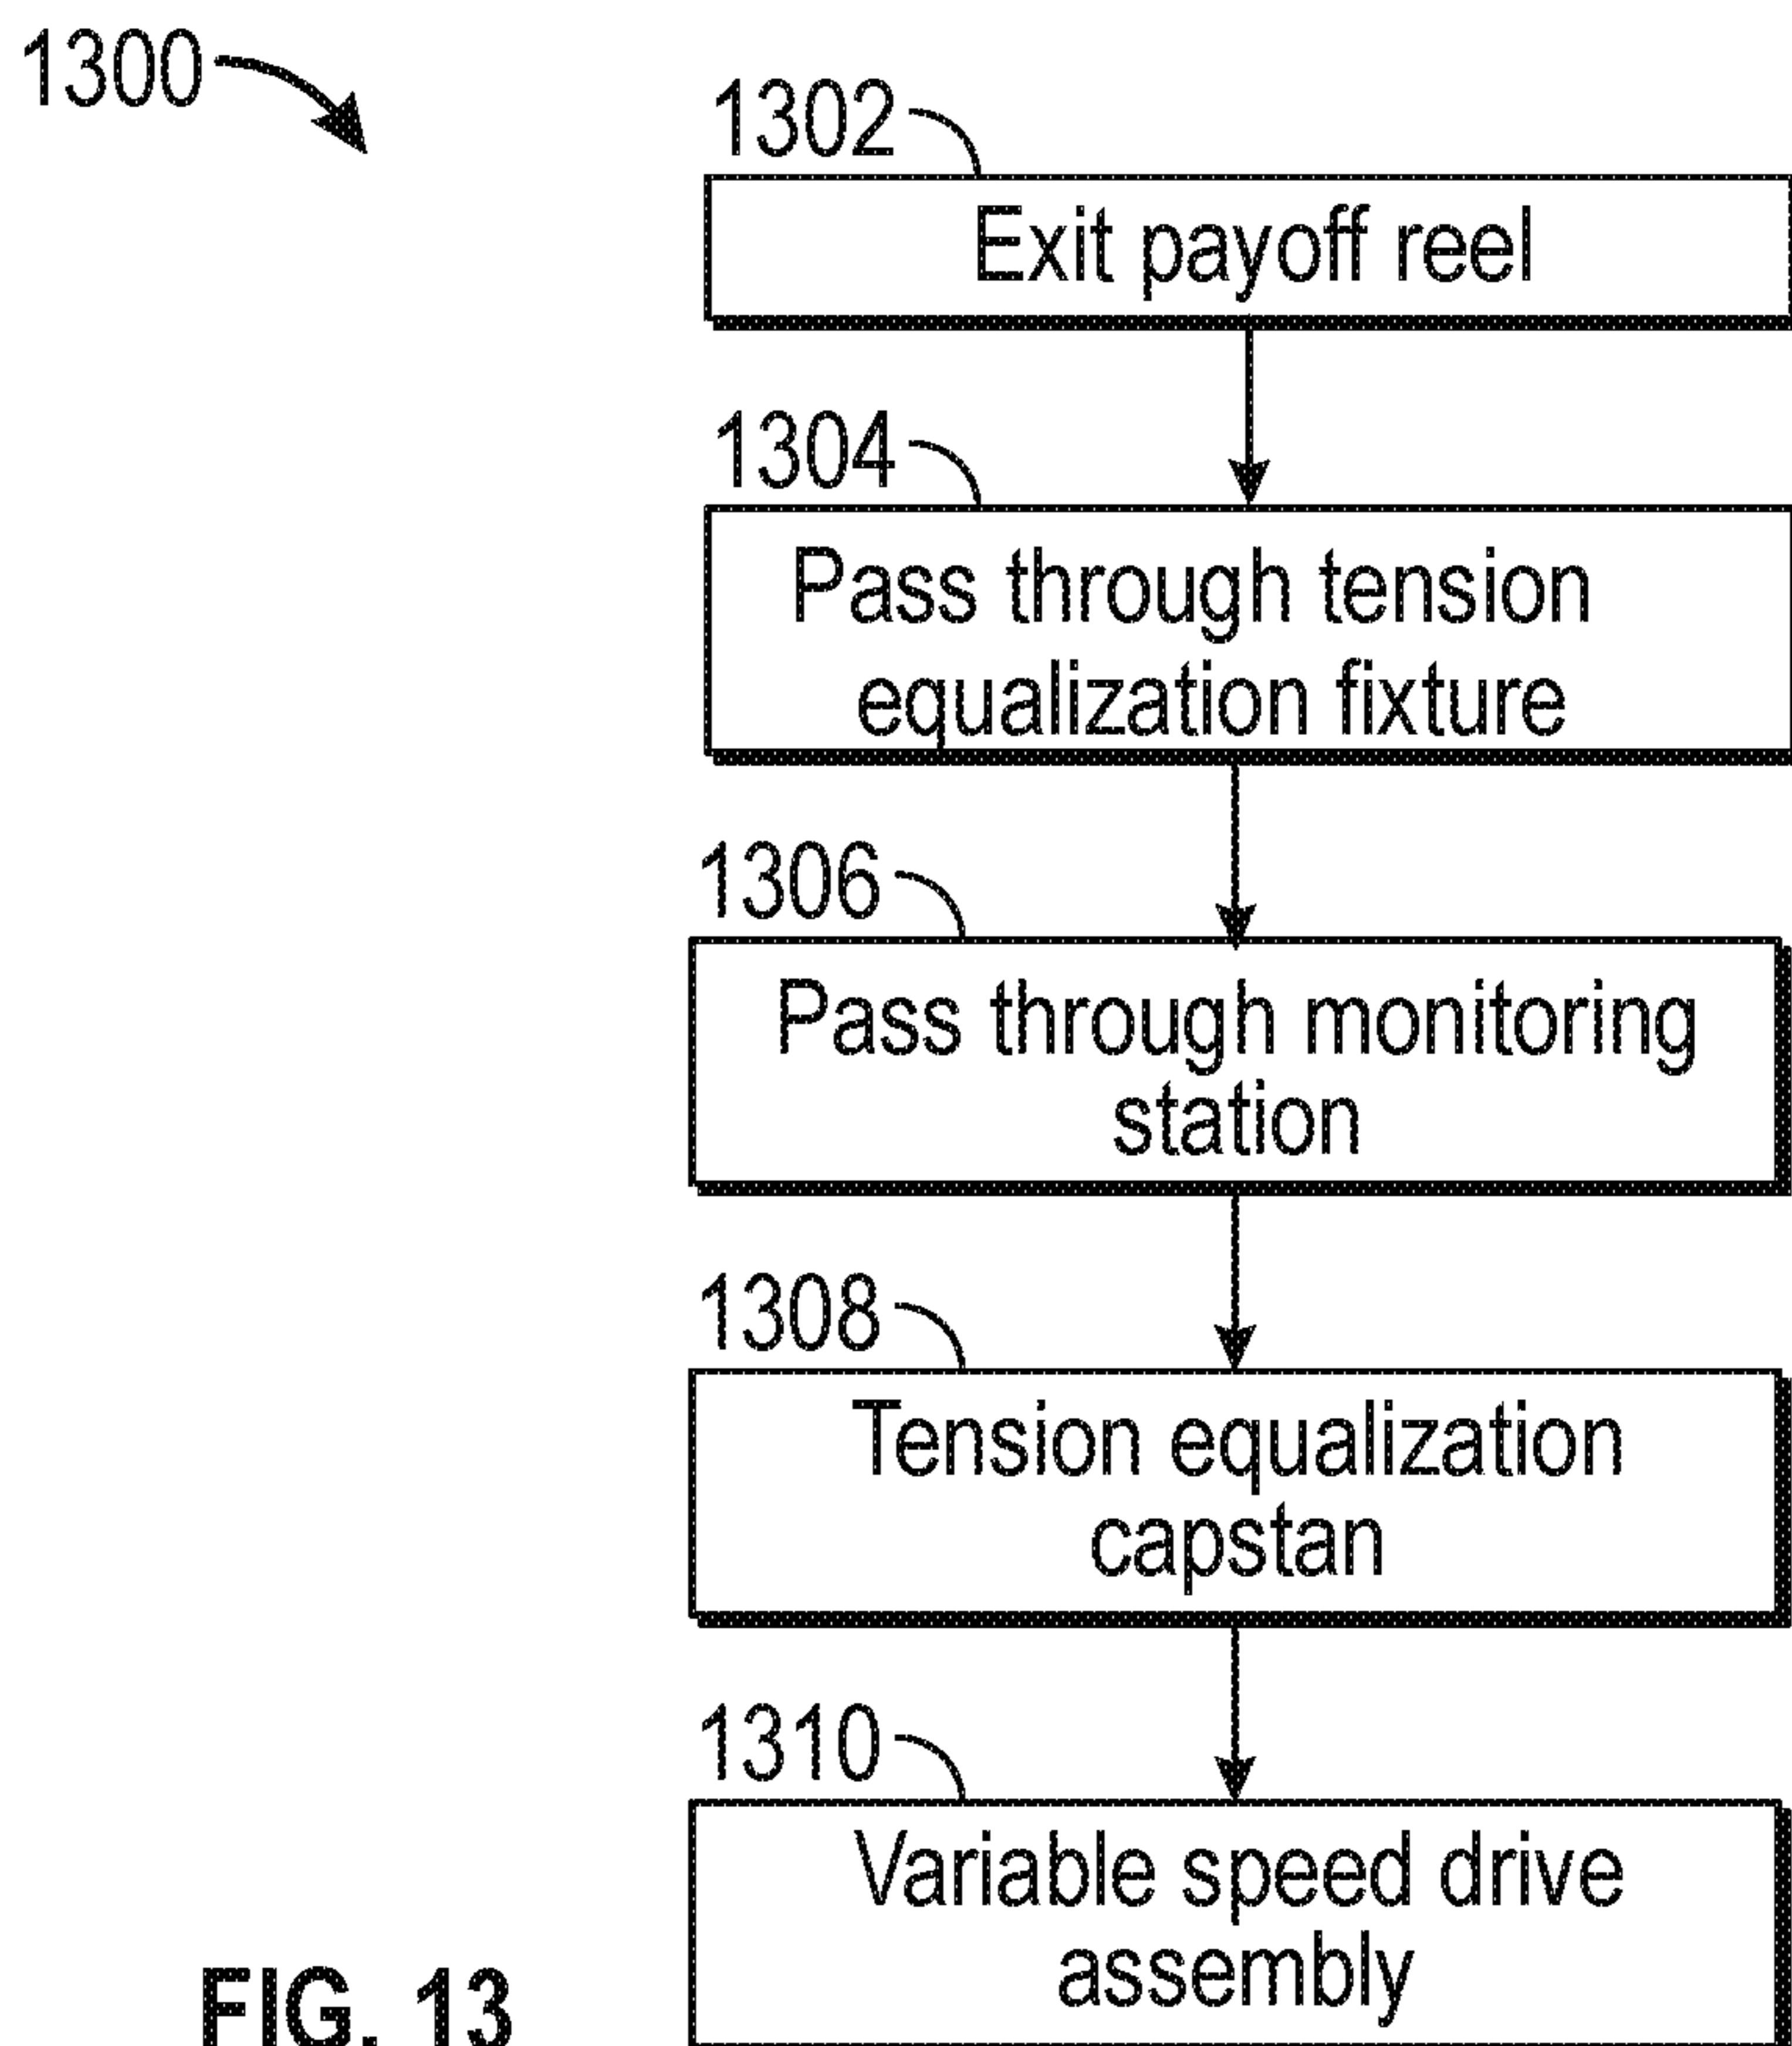 1300
1302
Exit payoff reel
1304
Pass through tension
equalization fixture
1306
Pass through monitoring
station
1308
Tension equalization
capstan
1310
Variable speed drive
assembly
FIG. 13